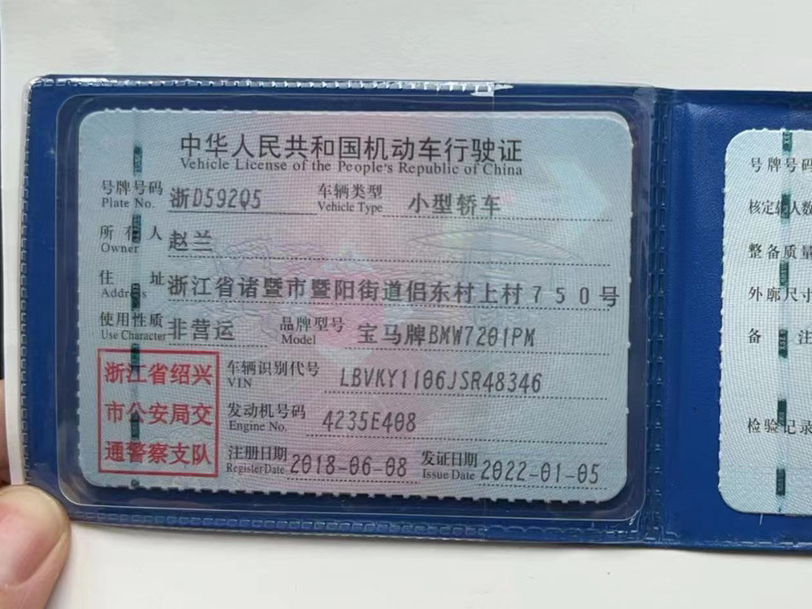 中华人民共和国机动车行驶证
Vehicle License of the People's Republic of China
号牌号码 浙D592Q5 车辆类型 小型轿车
Plate No. Vehicle Type
所有人 赵兰
Owner
住址 浙江省诸暨市暨阳街道侣东村上村750号
Address
使用性质 非营运 品牌型号 宝马牌BMW7201PM
Use Character Model
浙江省绍兴
市公安局交
通警察支队
车辆识别代号 LBVKY1106JSR48346
VIN
发动机号码 4235E408
Engine No.
注册日期 2018-06-08 发证日期 2022-01-05
Register Date Issue Date
号牌号码
核定载人数
整备质量
外廓尺寸
备注
检验记录